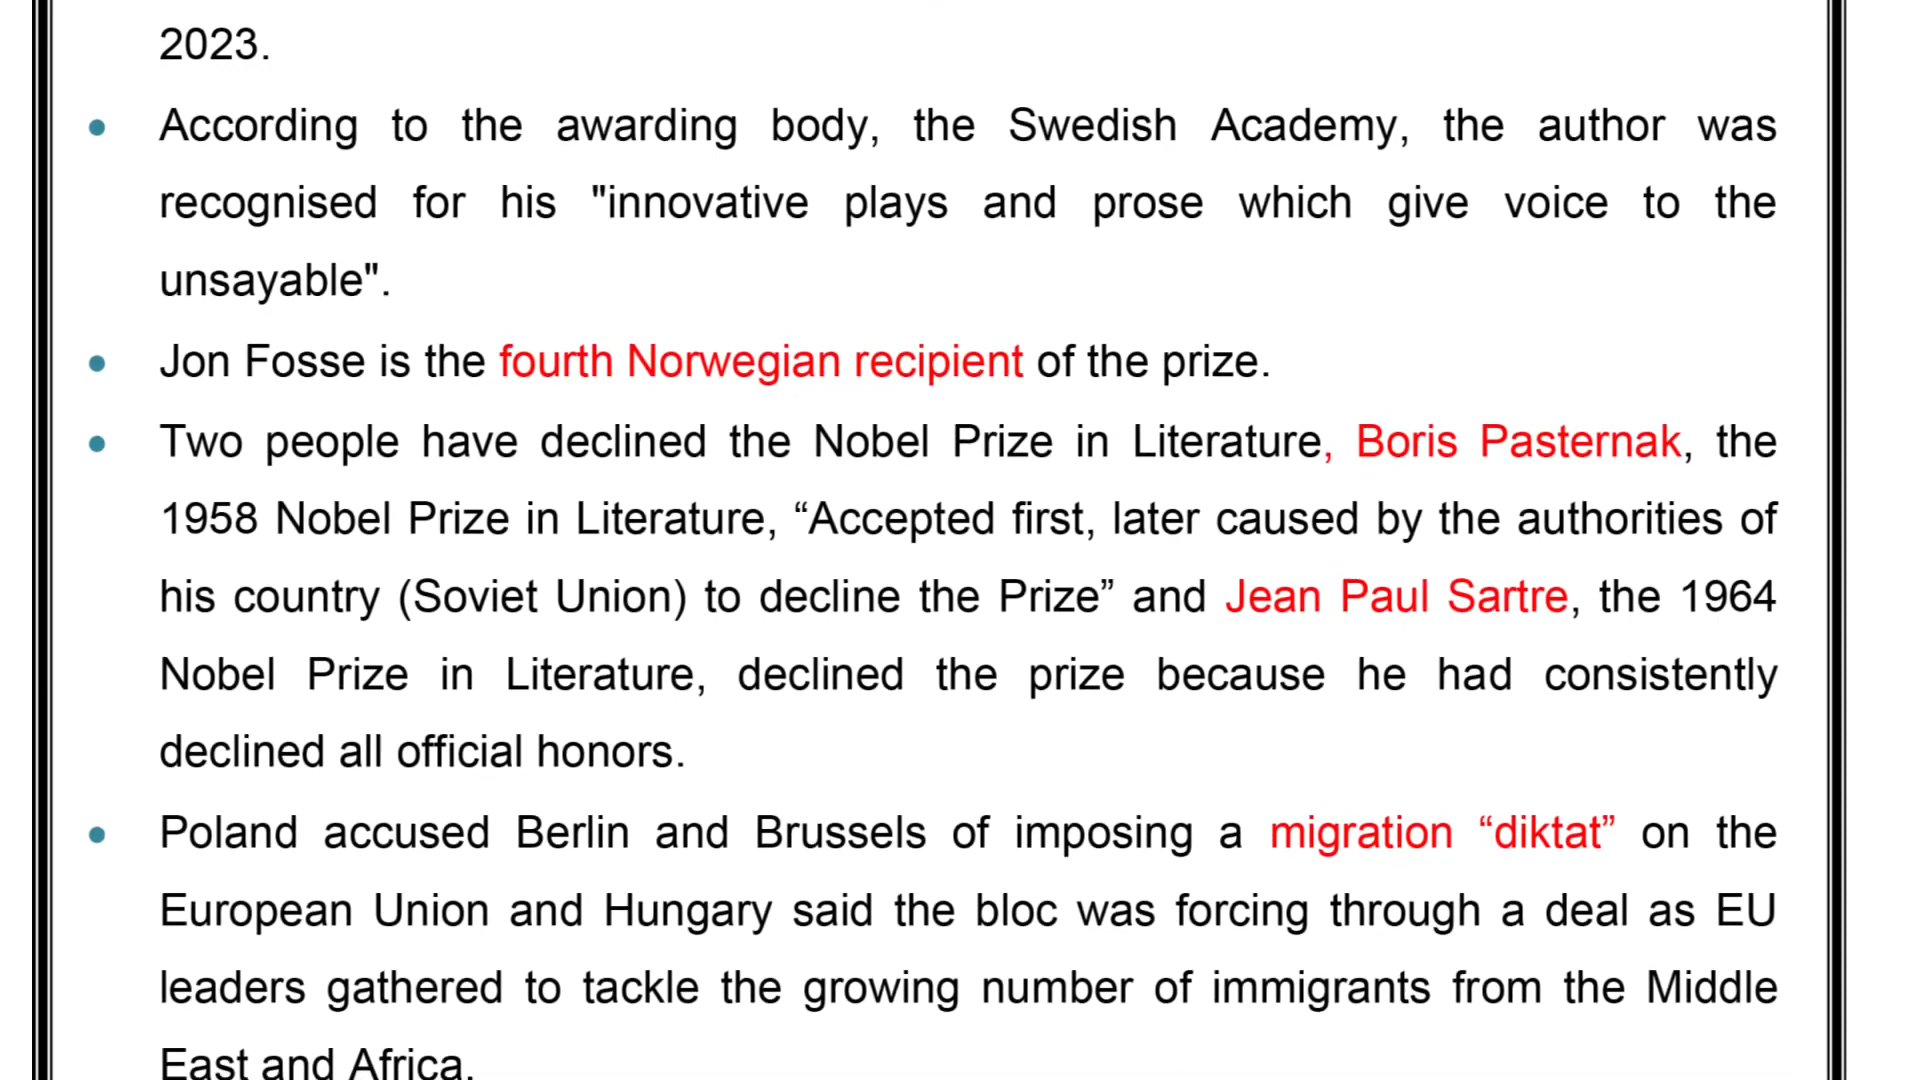 2023.
According to the awarding body, the Swedish Academy, the author was
recognised for his "innovative plays and prose which give voice to the
unsayable".
Jon Fosse is the fourth Norwegian recipient of the prize.
Two people have declined the Nobel Prize in Literature, Boris Pasternak, the
1958 Nobel Prize in Literature, “Accepted first, later caused by the authorities of
his country (Soviet Union) to decline the Prize” and Jean Paul Sartre, the 1964
Nobel Prize in Literature, declined the prize because he had consistently
declined all official honors.
Poland accused Berlin and Brussels of imposing a migration “diktat” on the
European Union and Hungary said the bloc was forcing through a deal as EU
leaders gathered to tackle the growing number of immigrants from the Middle
East and Africa.